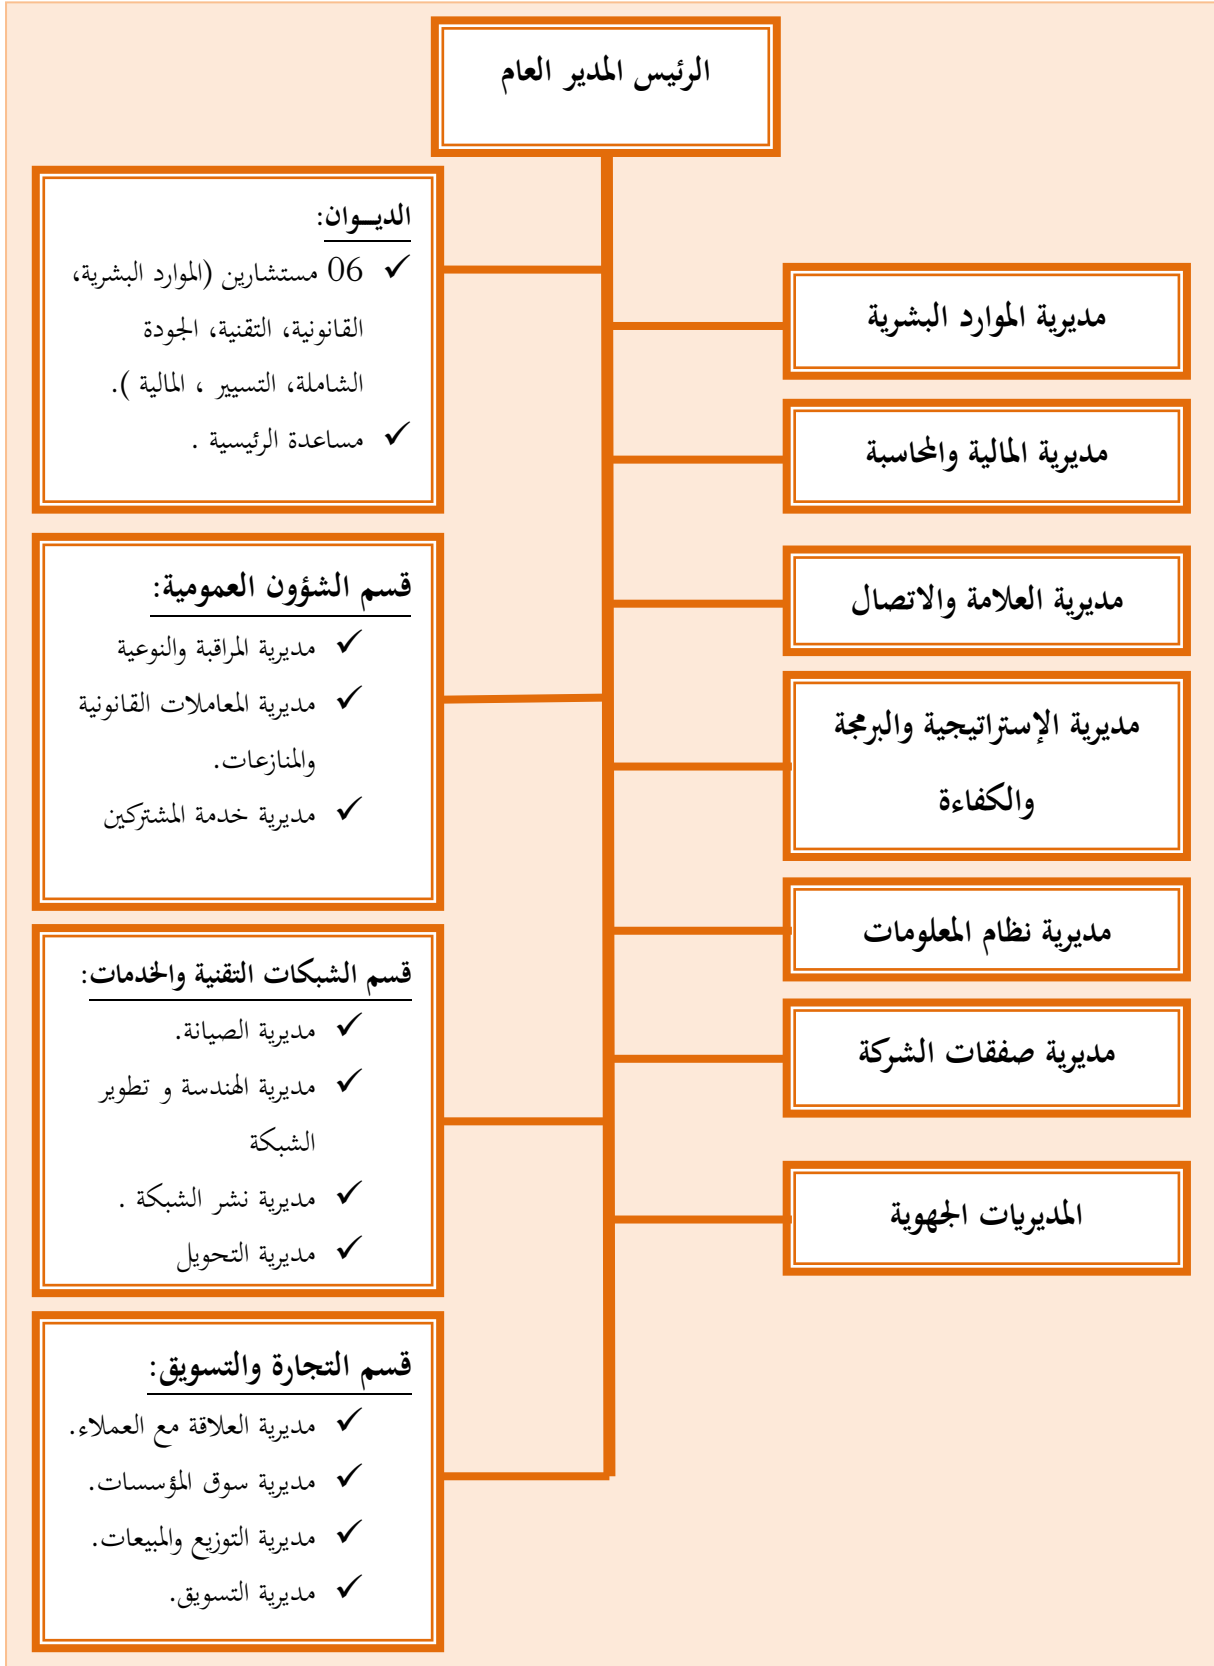 الرئيس المدير العام
الديــوان:
✓ 06 مستشارين (الموارد البشرية،
القانونية، التقنية، الجودة
الشاملة، التسيير ، المالية ).
✓ مساعدة الرئيسية .
قسم الشؤون العمومية:
✓ مديرية المراقبة والنوعية
✓ مديرية المعاملات القانونية
والمنازعات.
✓ مديرية خدمة المشتركين
قسم الشبكات التقنية والخدمات:
✓ مديرية الصيانة.
✓ مديرية الهندسة و تطوير
الشبكة
✓ مديرية نشر الشبكة .
✓ مديرية التحويل
قسم التجارة والتسويق:
✓ مديرية العلاقة مع العملاء.
✓ مديرية سوق المؤسسات.
✓ مديرية التوزيع والمبيعات.
✓ مديرية التسويق.
مديرية الموارد البشرية
مديرية المالية والمحاسبة
مديرية العلامة والاتصال
مديرية الإستراتيجية والبرمجة
والكفاءة
مديرية نظام المعلومات
مديرية صفقات الشركة
المديريات الجهوية